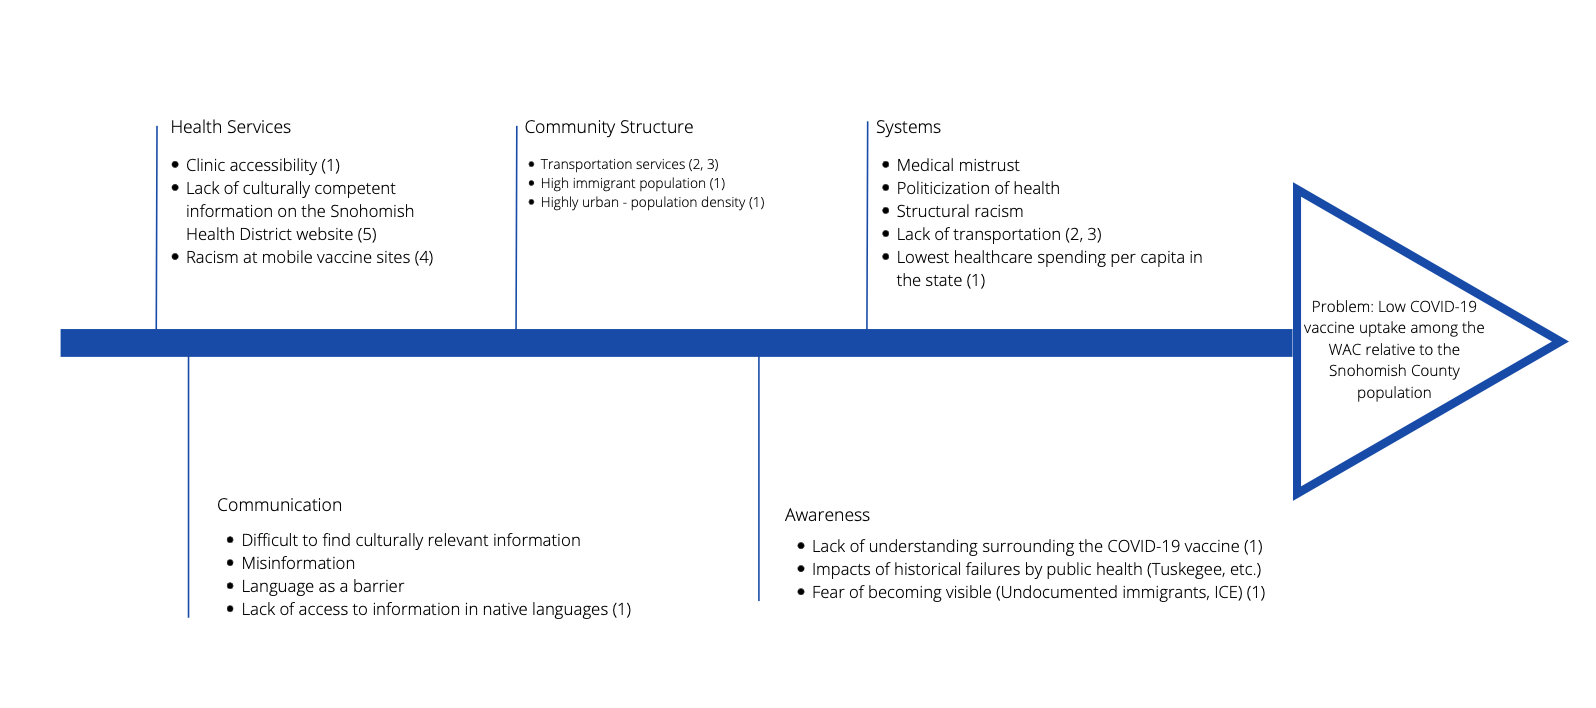 Health Services
• Clinic accessibility (1)
• Lack of culturally competent
information on the Snohomish
Health District website (5)
• Racism at mobile vaccine sites (4)
Community Structure
• Transportation services (2, 3)
• High immigrant population (1)
• Highly urban - population density (1)
Systems
• Medical mistrust
• Politicization of health
• Structural racism
• Lack of transportation (2, 3)
• Lowest healthcare spending per capita in
the state (1)
Problem: Low COVID-19
vaccine uptake among the
WAC relative to the
Snohomish County
population
Communication
• Difficult to find culturally relevant information
• Misinformation
• Language as a barrier
• Lack of access to information in native languages (1)
Awareness
• Lack of understanding surrounding the COVID-19 vaccine (1)
• Impacts of historical failures by public health (Tuskegee, etc.)
• Fear of becoming visible (Undocumented immigrants, ICE) (1)